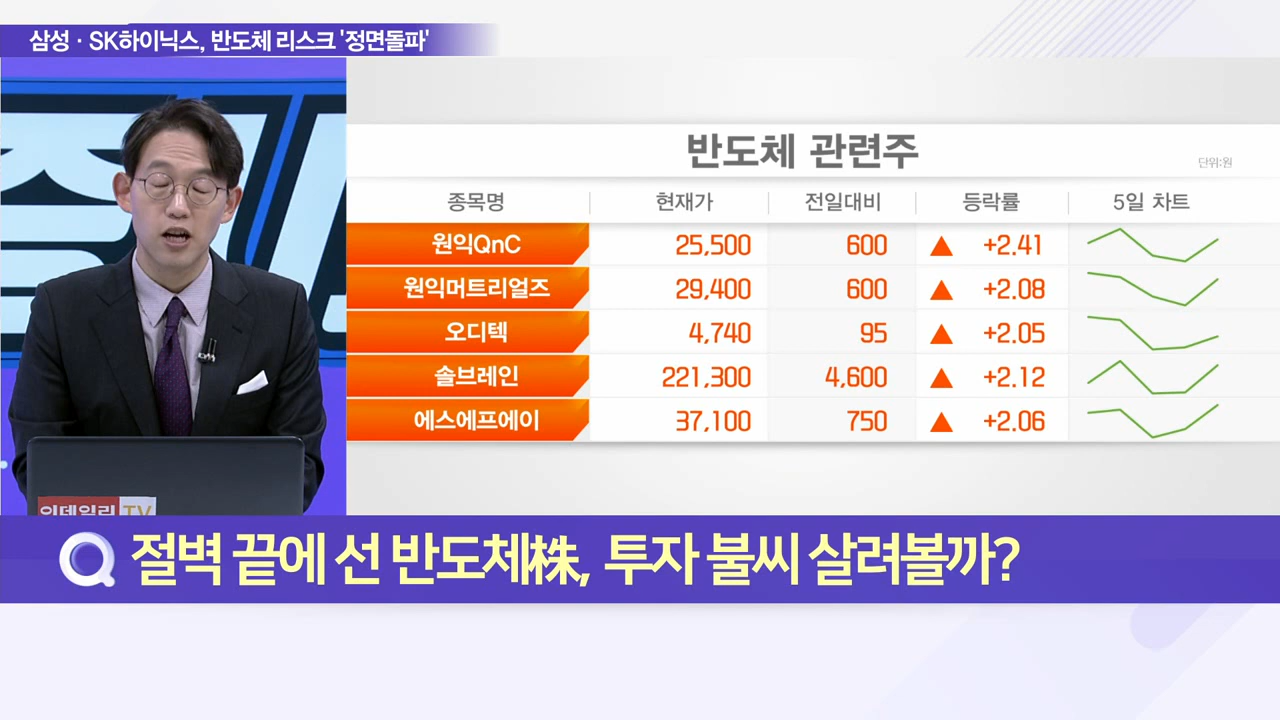 삼성·SK하이닉스, 반도체 리스크 '정면돌파'
반도체 관련주
단위:원
종목명 현재가 전일대비 등락률 5일 차트
원익QnC 25,500 600 ▲ +2.41
원익머트리얼즈 29,400 600 ▲ +2.08
오디텍 4,740 95 ▲ +2.05
솔브레인 221,300 4,600 ▲ +2.12
에스에프에이 37,100 750 ▲ +2.06
이데일리 TV
Q 절벽 끝에 선 반도체株, 투자 불씨 살려볼까?